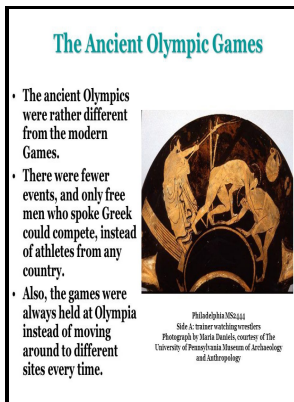 The Ancient Olympic Games
• The ancient Olympics
were rather different
from the modern
Games.
• There were fewer
events, and only free
men who spoke Greek
could compete, instead
of athletes from any
country.
• Also, the games were
always held at Olympia
instead of moving
around to different
sites every time.
Philadelphia MS2444
Side A: trainer watching wrestlers
Photograph by Maria Daniels, courtesy of The
University of Pennsylvania Museum of Archaeology
and Anthropology